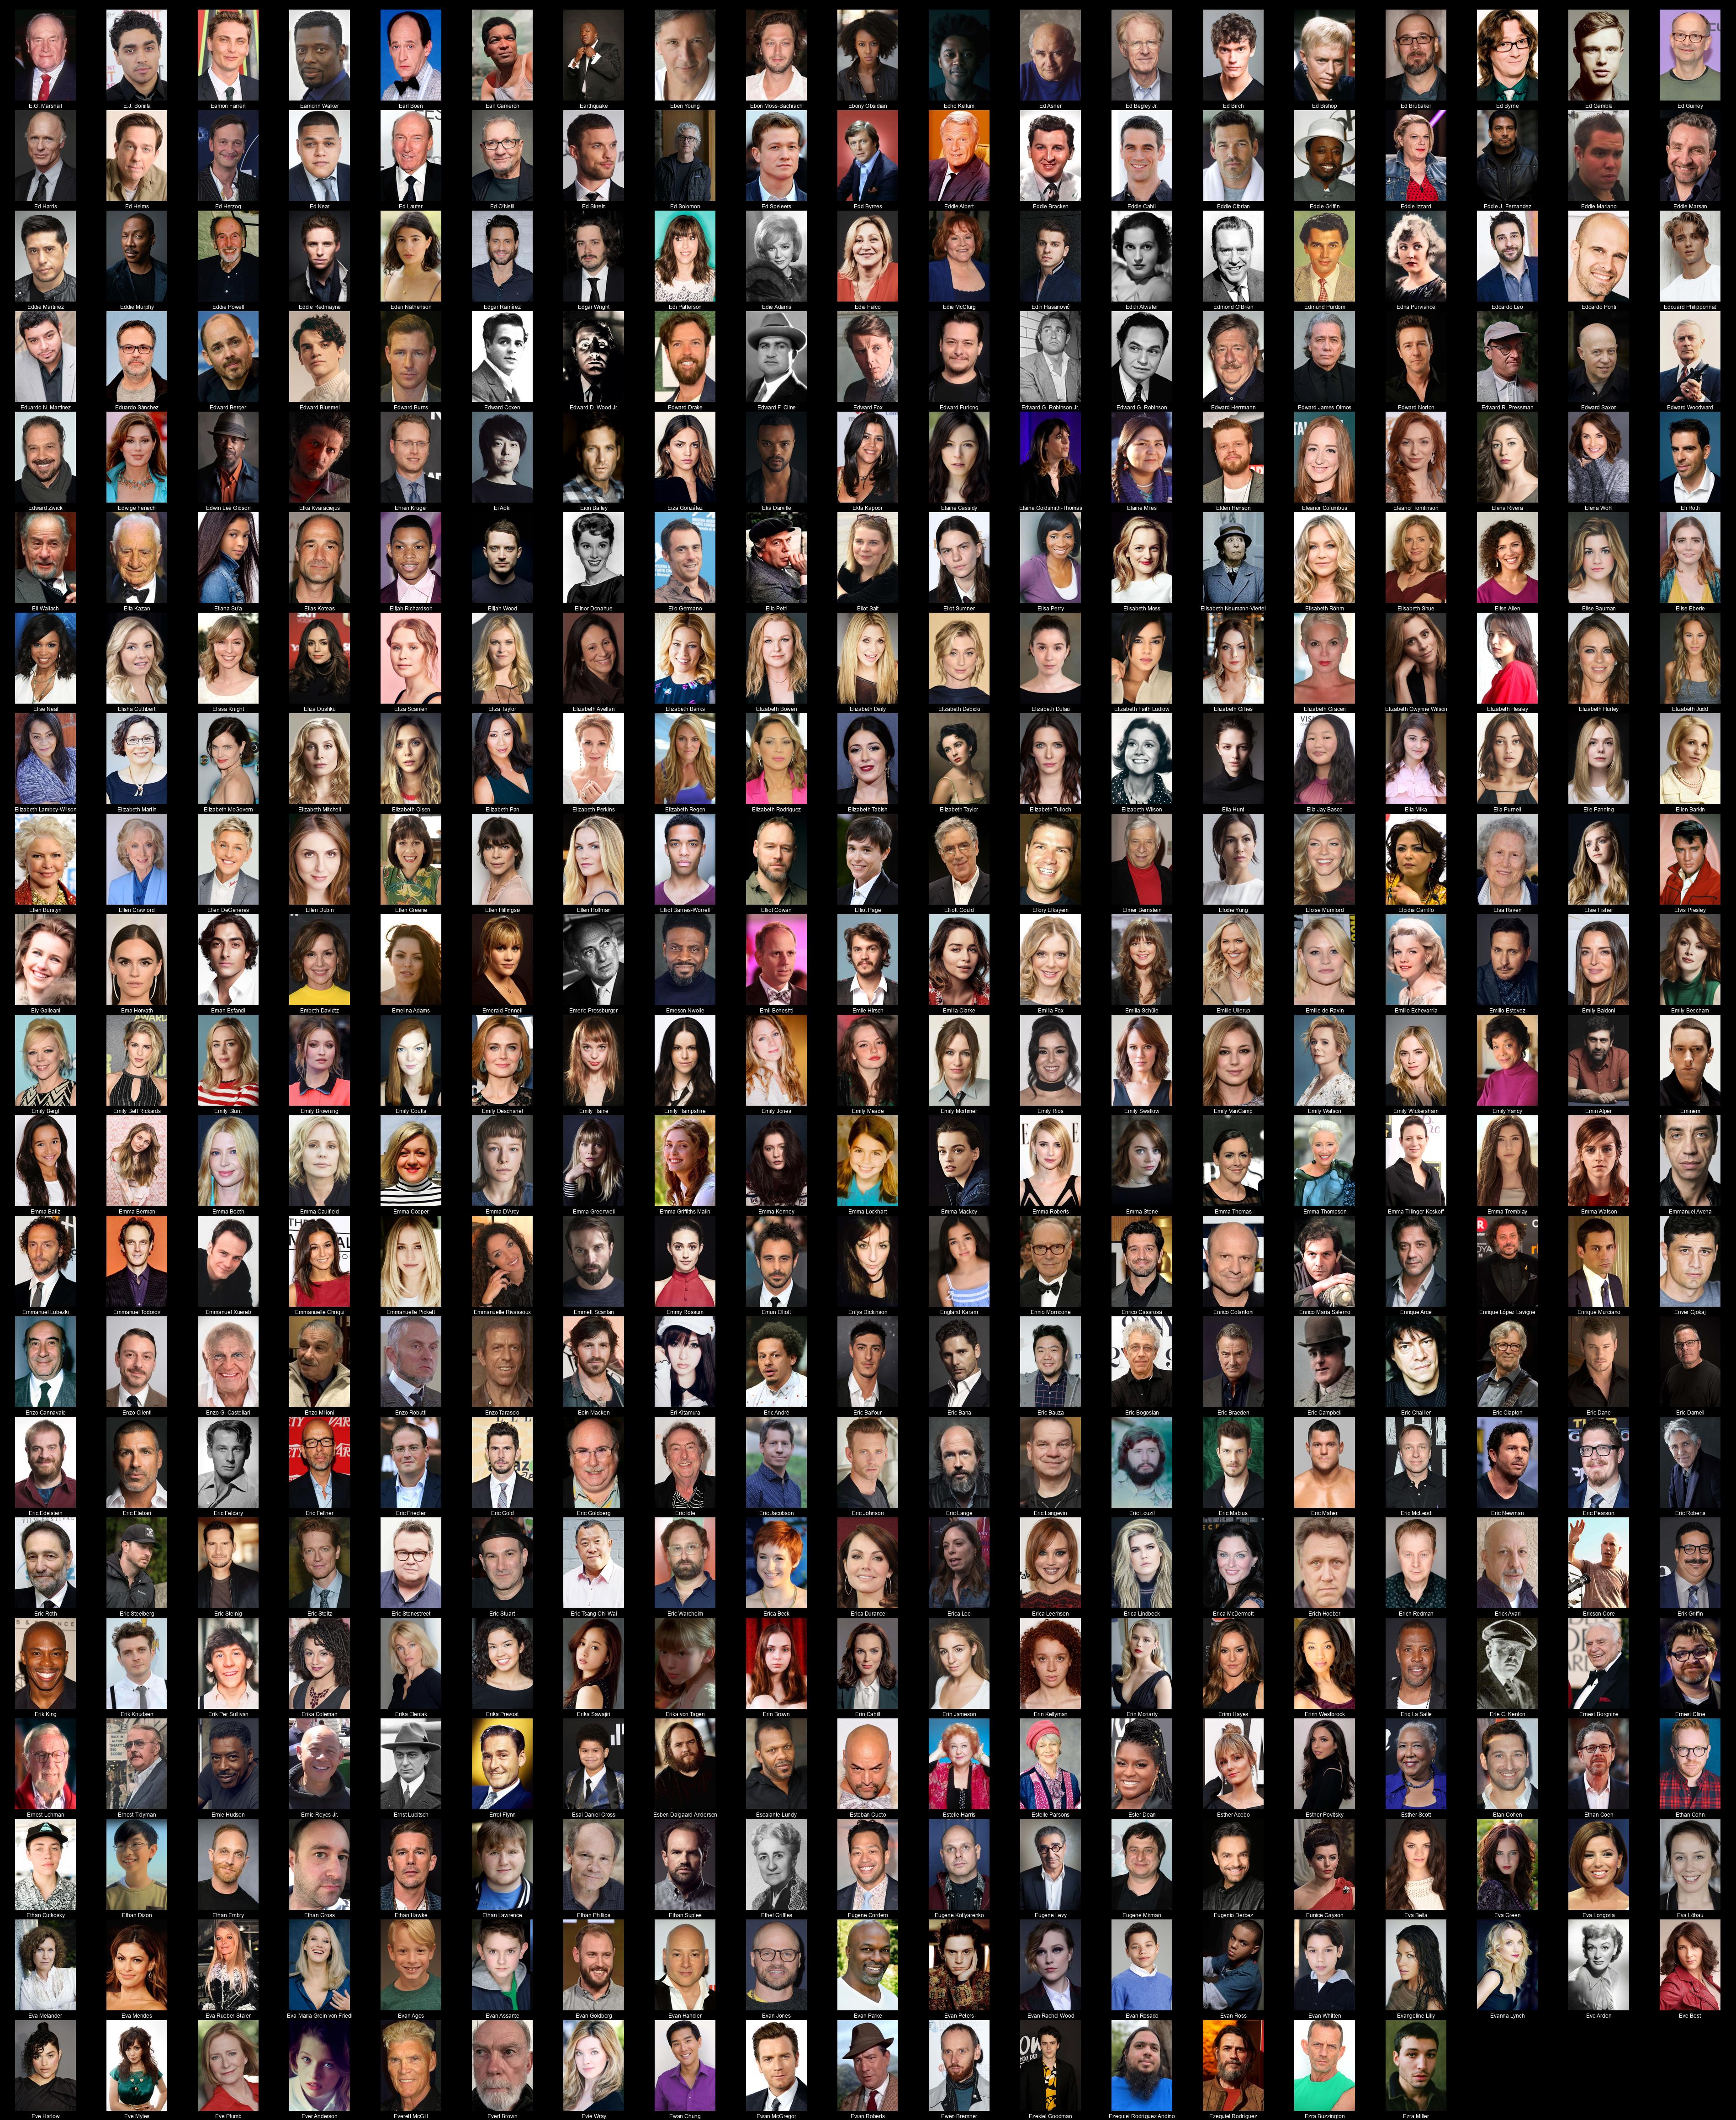 E.G. Marshall E.J. Bonilla Eamon Farren Eamonn Walker Earl Boen Earl Cameron Earthquake Eben Young Ebon Moss-Bachrach Ebony Obsidian Echo Kellum Ed Asner Ed Begley Jr. Ed Birch Ed Bishop Ed Brubaker Ed Byrne Ed Gamble Ed Guiney
Ed Harris Ed Helms Ed Herzog Ed Kear Ed Lauter Ed O'Neill Ed Skrein Ed Solomon Ed Speleers Edd Byrnes Eddie Albert Eddie Bracken Eddie Cahill Eddie Cibrian Eddie Griffin Eddie Izzard Eddie J. Fernandez Eddie Mariano Eddie Marsan
Eddie Martinez Eddie Murphy Eddie Powell Eddie Redmayne Eden Nathenson Edgar Ramírez Edgar Wright Edi Patterson Edie Adams Edie Falco Edie McClurg Edin Hasanović Edith Atwater Edmond O'Brien Edmund Purdom Edna Purviance Edoardo Leo Edoardo Ponti Edouard Philipponnat
Eduardo N. Martinez Eduardo Sánchez Edward Berger Edward Bluemel Edward Burns Edward Coxen Edward D. Wood Jr. Edward Drake Edward F. Cline Edward Fox Edward Furlong Edward G. Robinson Jr. Edward G. Robinson Edward Herrmann Edward James Olmos Edward Norton Edward R. Pressman Edward Saxon Edward Woodward
Edward Zwick Edwige Fenech Edwin Lee Gibson Efka Kvaraciejus Ehren Kruger Ei Aoki Eion Bailey Eiza González Eka Darville Ekta Kapoor Elaine Cassidy Elaine Goldsmith-Thomas Elaine Miles Elden Henson Eleanor Columbus Eleanor Tomlinson Elena Rivera Elena Wohl Eli Roth
Eli Wallach Elia Kazan Eliana Su'a Elias Koteas Elijah Richardson Elijah Wood Elinor Donahue Elio Germano Elio Petri Eliot Salt Eliot Sumner Elisa Perry Elisabeth Moss Elisabeth Neumann-Viertel Elisabeth Röhm Elisabeth Shue Elise Allen Elise Bauman Elise Eberle
Elise Neal Elisha Cuthbert Elissa Knight Eliza Dushku Eliza Scanlen Eliza Taylor Elizabeth Avellan Elizabeth Banks Elizabeth Bowen Elizabeth Daily Elizabeth Debicki Elizabeth Dulau Elizabeth Faith Ludlow Elizabeth Gillies Elizabeth Gracen Elizabeth Gwynne Wilson Elizabeth Healey Elizabeth Hurley Elizabeth Judd
Elizabeth Lamboy-Wilson Elizabeth Martin Elizabeth McGovern Elizabeth Mitchell Elizabeth Olsen Elizabeth Pan Elizabeth Perkins Elizabeth Regen Elizabeth Rodriguez Elizabeth Tabish Elizabeth Taylor Elizabeth Tulloch Elizabeth Wilson Ella Hunt Ella Jay Basco Ella Mika Ella Purnell Elle Fanning Ellen Barkin
Ellen Burstyn Ellen Crawford Ellen DeGeneres Ellen Dubin Ellen Greene Ellen Hillingsø Ellen Hollman Elliot Barnes-Worrell Elliot Cowan Elliot Page Elliott Gould Ellory Elkayem Elmer Bernstein Elodie Yung Eloise Mumford Elpidia Carrillo Elsa Raven Elsie Fisher Elvis Presley
Ely Galleani Ema Horvath Eman Esfandi Embeth Davidtz Emelina Adams Emerald Fennell Emeric Pressburger Emeson Nwolie Emil Beheshti Emile Hirsch Emilia Clarke Emilia Fox Emilia Schüle Emilie Ullerup Emilie de Ravin Emilio Echevarría Emilio Estevez Emily Baldoni Emily Beecham
Emily Bergl Emily Bett Rickards Emily Blunt Emily Browning Emily Coutts Emily Deschanel Emily Haine Emily Hampshire Emily Jones Emily Meade Emily Mortimer Emily Rios Emily Swallow Emily VanCamp Emily Watson Emily Wickersham Emily Yancy Emin Alper Eminem
Emma Batiz Emma Berman Emma Booth Emma Caulfield Emma Cooper Emma D'Arcy Emma Greenwell Emma Griffiths Malin Emma Kenney Emma Lockhart Emma Mackey Emma Roberts Emma Stone Emma Thomas Emma Thompson Emma Tillinger Koskoff Emma Tremblay Emma Watson Emmanuel Avena
Emmanuel Lubezki Emmanuel Todorov Emmanuel Xuereb Emmanuelle Chriqui Emmanuelle Pickett Emmanuelle Rivassoux Emmett Scanlan Emmy Rossum Emun Elliott Enfys Dickinson England Karam Ennio Morricone Enrico Casarosa Enrico Colantoni Enrico Maria Salerno Enrique Arce Enrique López Lavigne Enrique Murciano Enver Gjokaj
Enzo Cannavale Enzo Cilenti Enzo G. Castellari Enzo Milioni Enzo Robutti Enzo Tarascio Eoin Macken Eri Kitamura Eric André Eric Balfour Eric Bana Eric Bauza Eric Bogosian Eric Braeden Eric Campbell Eric Challier Eric Clapton Eric Dane Eric Darnell
Eric Edelstein Eric Etebari Eric Feldary Eric Fellner Eric Friedler Eric Gold Eric Goldberg Eric Idle Eric Jacobson Eric Johnson Eric Lange Eric Langevin Eric Louzil Eric Mabius Eric Maher Eric McLeod Eric Newman Eric Pearson Eric Roberts
Eric Roth Eric Steelberg Eric Steinig Eric Stoltz Eric Stonestreet Eric Stuart Eric Tsang Chi-Wai Eric Wareheim Erica Beck Erica Durance Erica Lee Erica Leerhsen Erica Lindbeck Erica McDermott Erich Hoeber Erich Redman Erick Avari Ericson Core Erik Griffin
Erik King Erik Knudsen Erik Per Sullivan Erika Coleman Erika Eleniak Erika Prevost Erika Sawajiri Erika von Tagen Erin Brown Erin Cahill Erin Jameson Erin Kellyman Erin Moriarty Erinn Hayes Erinn Westbrook Eriq La Salle Erle C. Kenton Ernest Borgnine Ernest Cline
Ernest Lehman Ernest Tidyman Ernie Hudson Ernie Reyes Jr. Ernst Lubitsch Errol Flynn Esai Daniel Cross Esben Dalgaard Andersen Escalante Lundy Esteban Cueto Estelle Harris Estelle Parsons Ester Dean Esther Acebo Esther Povitsky Esther Scott Etan Cohen Ethan Coen Ethan Cohn
Ethan Cutkosky Ethan Dizon Ethan Embry Ethan Gross Ethan Hawke Ethan Lawrence Ethan Phillips Ethan Suplee Ethel Griffies Eugene Cordero Eugene Kotlyarenko Eugene Levy Eugene Mirman Eugenio Derbez Eunice Gayson Eva Bella Eva Green Eva Longoria Eva Löbau
Eva Melander Eva Mendes Eva Rueber-Staier Eva-Maria Grein von Friedl Evan Agos Evan Assante Evan Goldberg Evan Handler Evan Jones Evan Parke Evan Peters Evan Rachel Wood Evan Rosado Evan Ross Evan Whitten Evangeline Lilly Evanna Lynch Eve Arden Eve Best
Eve Harlow Eve Myles Eve Plumb Ever Anderson Everett McGill Evert Brown Evie Wray Ewan Chung Ewan McGregor Ewan Roberts Ewen Bremner Ezekiel Goodman Ezequiel Rodríguez Andino Ezequiel Rodríguez Ezra Buzzington Ezra Miller